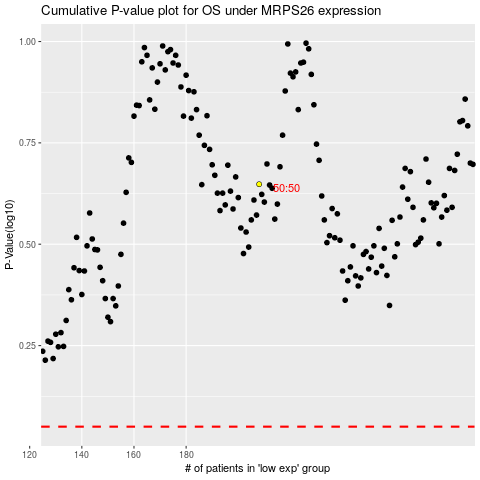 Cumulative P-value plot for OS under MRPS26 expression
P-Value(log10)
1.00
0.75
0.50
0.25
50:50
120 140 160 180
# of patients in 'low exp' group